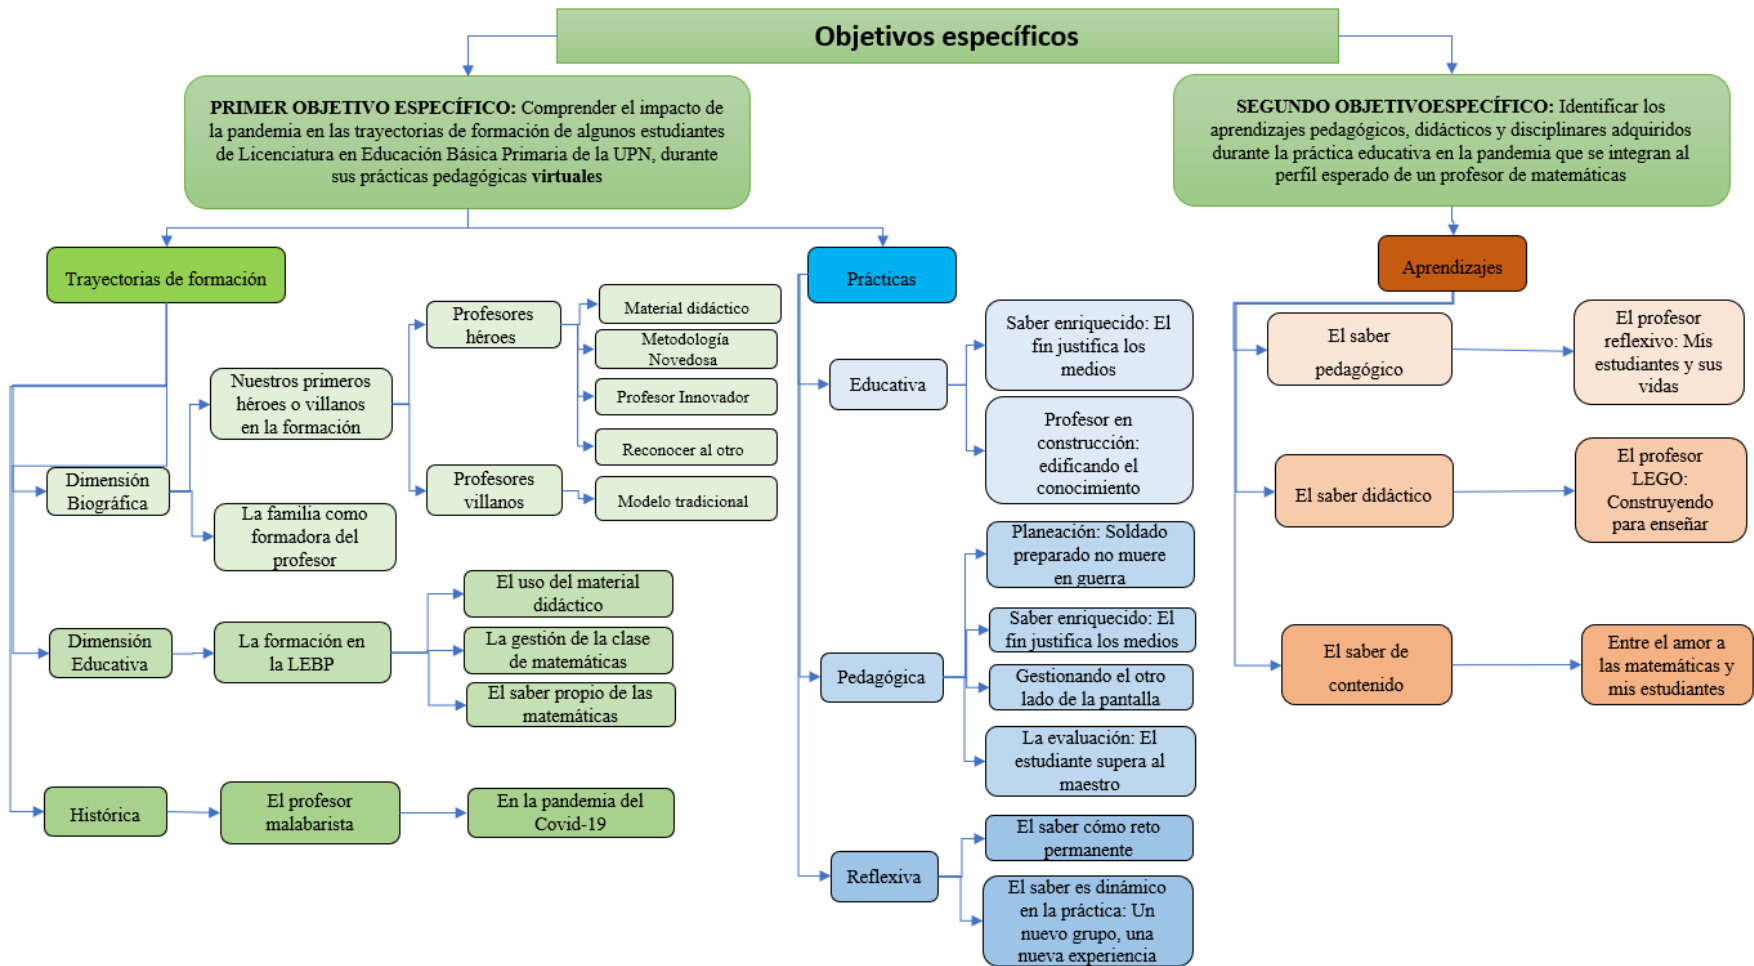 Objetivos específicos
PRIMER OBJETIVO ESPECÍFICO: Comprender el impacto de
la pandemia en las trayectorias de formación de algunos estudiantes
de Licenciatura en Educación Básica Primaria de la UPN, durante
sus prácticas pedagógicas virtuales
SEGUNDO OBJETIVOESPECÍFICO: Identificar los
aprendizajes pedagógicos, didácticos y disciplinares adquiridos
durante la práctica educativa en la pandemia que se integran al
perfil esperado de un profesor de matemáticas
Trayectorias de formación
Dimensión
Biográfica
Nuestros primeros
héroes o villanos
en la formación
Profesores
héroes
Material didáctico
Metodología
Novedosa
Profesor Innovador
Reconocer al otro
Profesores
villanos
Modelo tradicional
La familia como
formadora del
profesor
Dimensión
Educativa
La formación en
la LEBP
El uso del material
didáctico
La gestión de la clase
de matemáticas
El saber propio de las
matemáticas
Histórica
El profesor
malabarista
En la pandemia del
Covid-19
Prácticas
Educativa
Saber enriquecido: El
fin justifica los
medios
Profesor en
construcción:
edificando el
conocimiento
Pedagógica
Planeación: Soldado
preparado no muere
en guerra
Saber enriquecido: El
fin justifica los medios
Gestionando el otro
lado de la pantalla
La evaluación: El
estudiante supera al
maestro
Reflexiva
El saber cómo reto
permanente
El saber es dinámico
en la práctica: Un
nuevo grupo, una
nueva experiencia
Aprendizajes
El saber
pedagógico
El profesor
reflexivo: Mis
estudiantes y sus
vidas
El saber didáctico
El profesor
LEGO:
Construyendo
para enseñar
El saber de
contenido
Entre el amor a
las matemáticas y
mis estudiantes